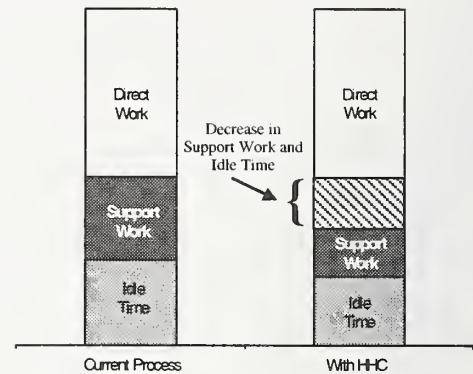 Direct
Work
Support
Work
Idle
Time
Current Process
Decrease in
Support Work and
Idle Time
Direct
Work
Support
Work
Idle
Time
With HHC